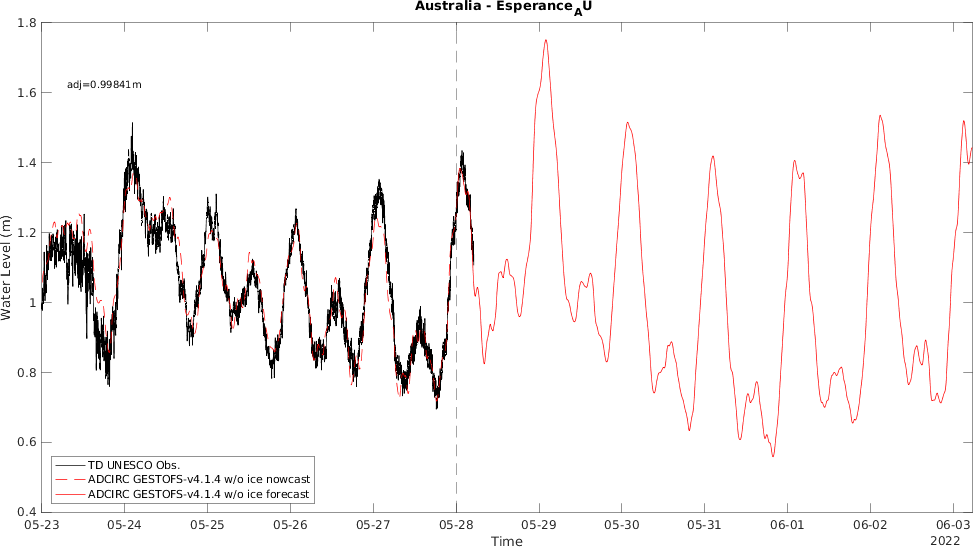 Australia - Esperance_AU
1.8
1.6
1.4
1.2
1
0.8
0.6
0.4
adj=0.99841m
Water Level (m)
TD UNESCO Obs.
ADCIRC GESTOFS-v4.1.4 w/o ice nowcast
ADCIRC GESTOFS-v4.1.4 w/o ice forecast
05-23 05-24 05-25 05-26 05-27 05-28 05-29 05-30 05-31 06-01 06-02 06-03
Time
2022